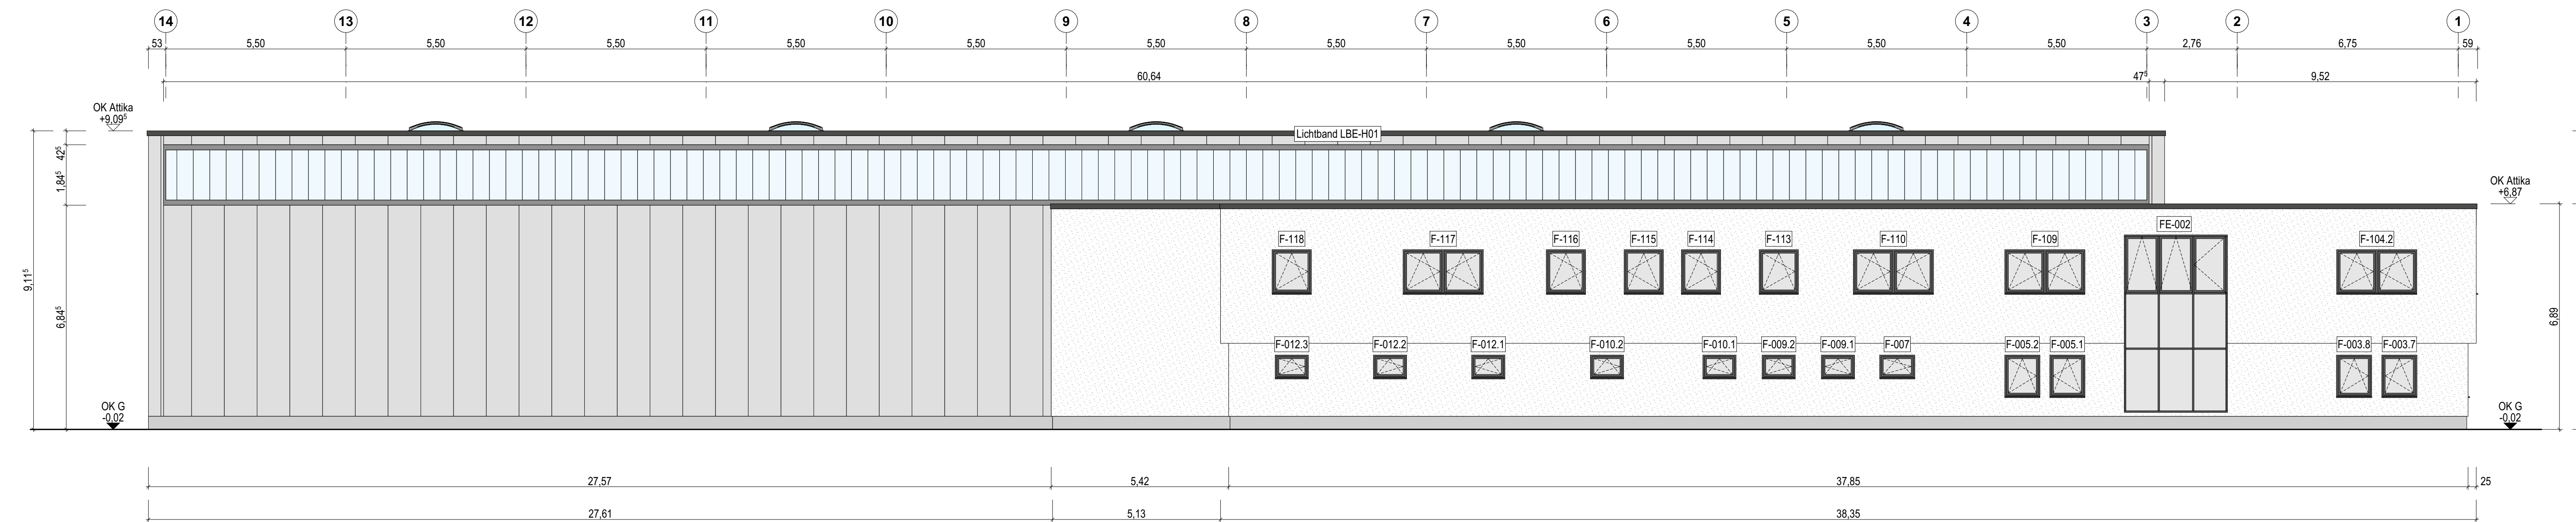 14 13 12 11 10 9 8 7 6 5 4 3 2 1
53 5,50 5,50 5,50 5,50 5,50 5,50 5,50 5,50 5,50 5,50 5,50 2,76 6,75 59
60,64 47⁵ 9,52
OK Attika
+9,09⁵
Lichtband LBE-H01
42⁵
1,84⁵
6,84⁵
9,11⁵
OK Attika
+6,87
FE-002
F-118 F-117 F-116 F-115 F-114 F-113 F-110 F-109 F-104.2
F-012.3 F-012.2 F-012.1 F-010.2 F-010.1 F-009.2 F-009.1 F-007 F-005.2 F-005.1 F-003.8 F-003.7
6,89
OK G
-0,02
OK G
-0,02
27,57 5,42 37,85 25
27,61 5,13 38,35